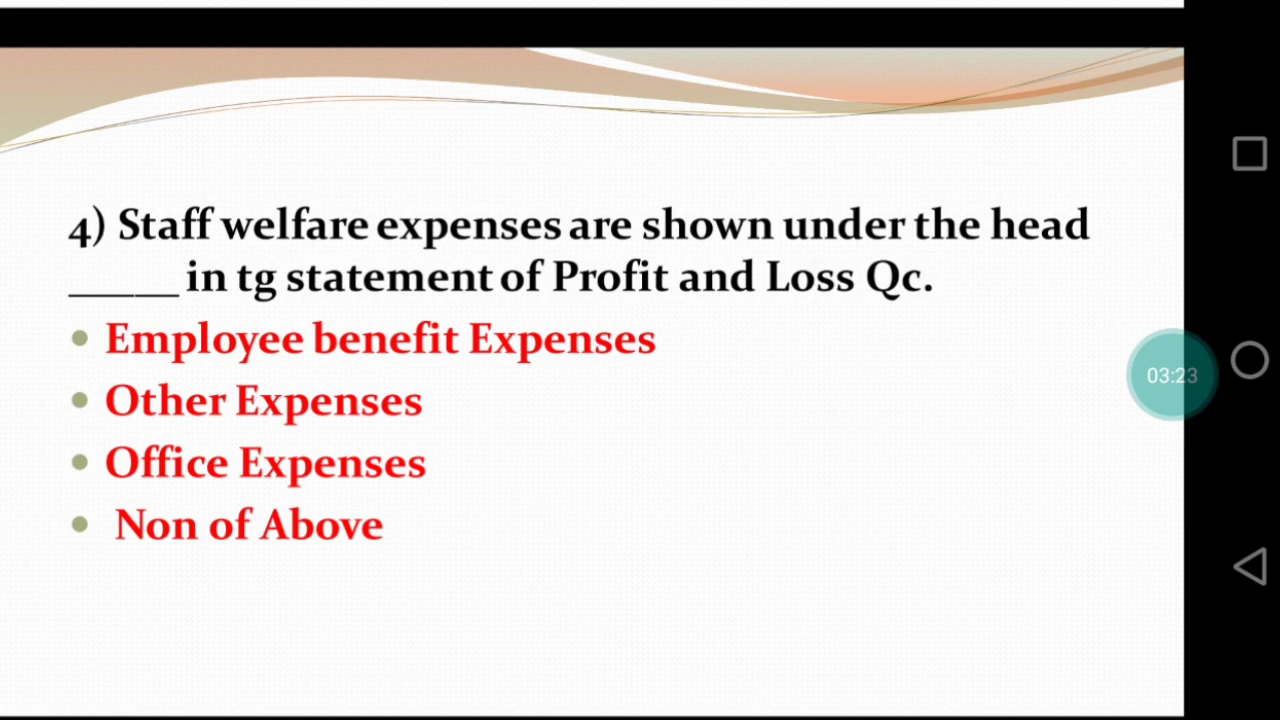 4) Staff welfare expenses are shown under the head
_____ in tg statement of Profit and Loss Qc.
• Employee benefit Expenses
• Other Expenses
• Office Expenses
• Non of Above
03:23